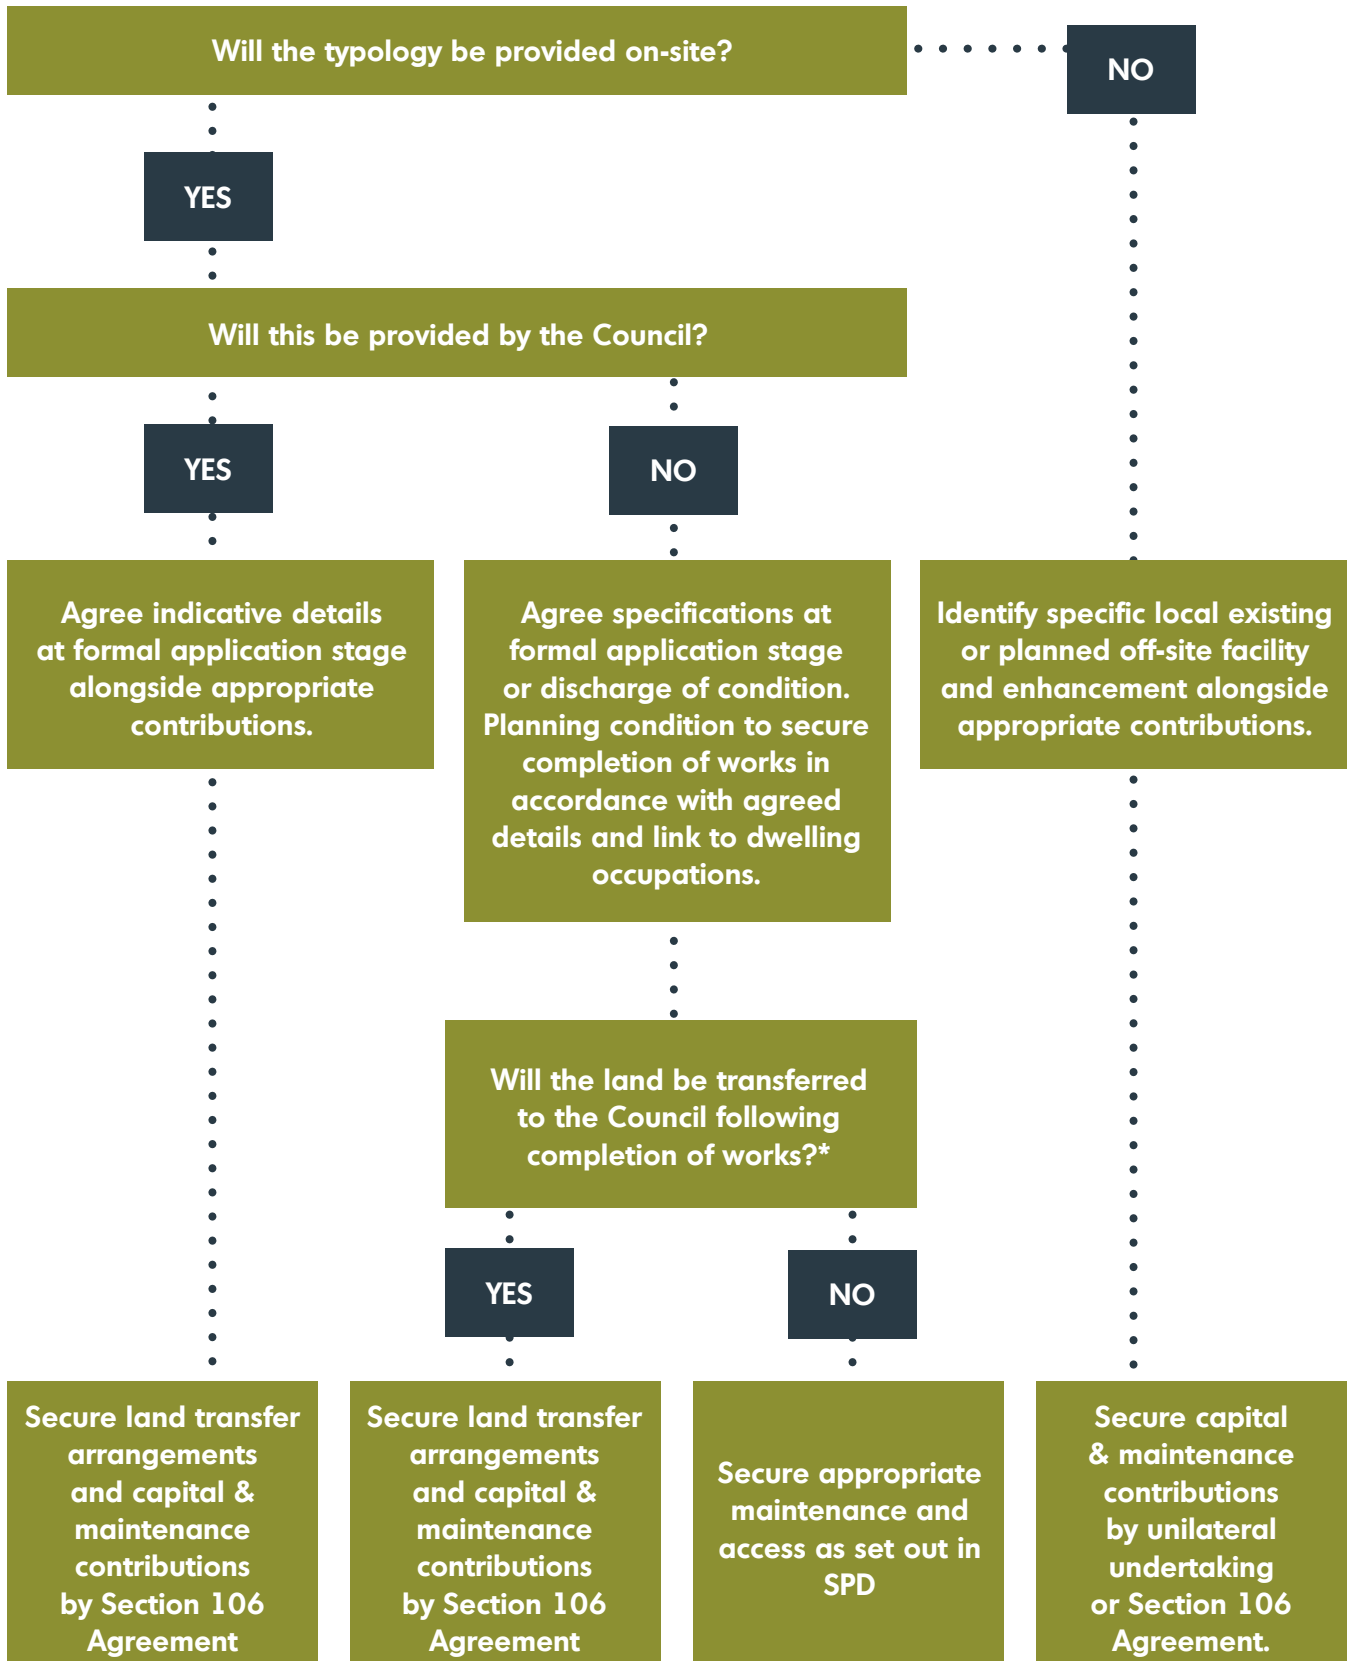 Will the typology be provided on-site?
NO
YES
Will this be provided by the Council?
YES
NO
Agree indicative details
at formal application stage
alongside appropriate
contributions.
Agree specifications at
formal application stage
or discharge of condition.
Planning condition to secure
completion of works in
accordance with agreed
details and link to dwelling
occupations.
Identify specific local existing
or planned off-site facility
and enhancement alongside
appropriate contributions.
Will the land be transferred
to the Council following
completion of works?*
YES
NO
Secure land transfer
arrangements
and capital &
maintenance
contributions
by Section 106
Agreement
Secure land transfer
arrangements
and capital &
maintenance
contributions
by Section 106
Agreement
Secure appropriate
maintenance and
access as set out in
SPD
Secure capital
& maintenance
contributions
by unilateral
undertaking
or Section 106
Agreement.